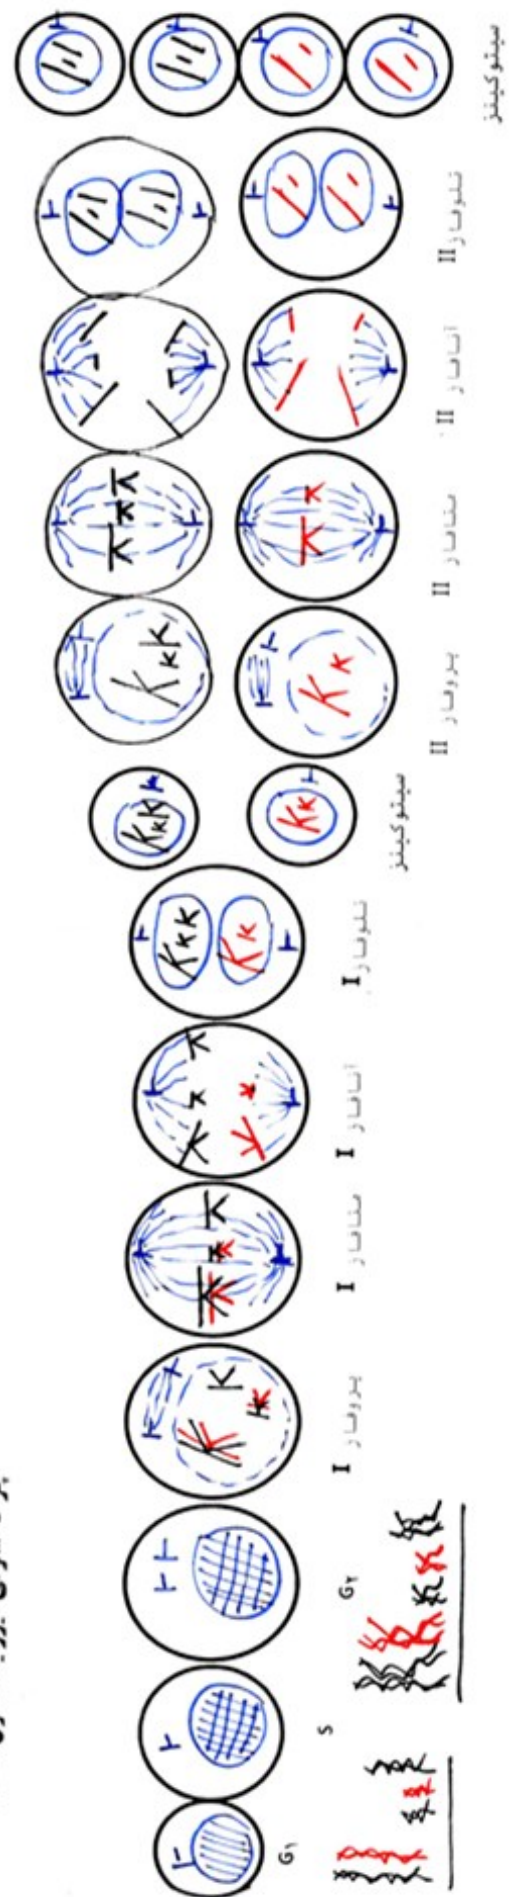 G۱
S
G۲
پروفاز I
متافاز I
آنافاز I
تلوفاز I
سیتوکینز
پروفاز II
متافاز II
آنافاز II
تلوفاز II
سیتوکینز